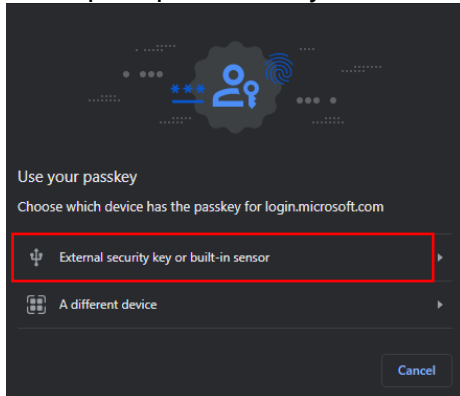 ***
Use your passkey
Choose which device has the passkey for login.microsoft.com
External security key or built-in sensor
A different device
Cancel